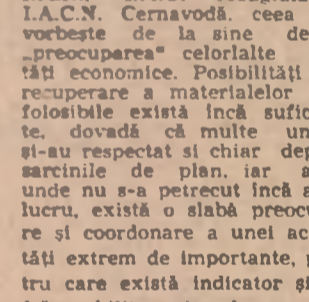 I.A.C.N. Cernavodă. ceea
vorbește de la sine de
„preocuparea" celorlalte
tăți economice. Posibilități
recuperare a materialelor
folosibile există încă sufic
te, dovadă că multe un
și-au respectat si chiar dep
sarcinile de plan, iar a
unde nu s-a petrecut încă a
lucru, există o slabă preocu
re și coordonare a unei ac
tăți extrem de importante, p
tru care există indicator și